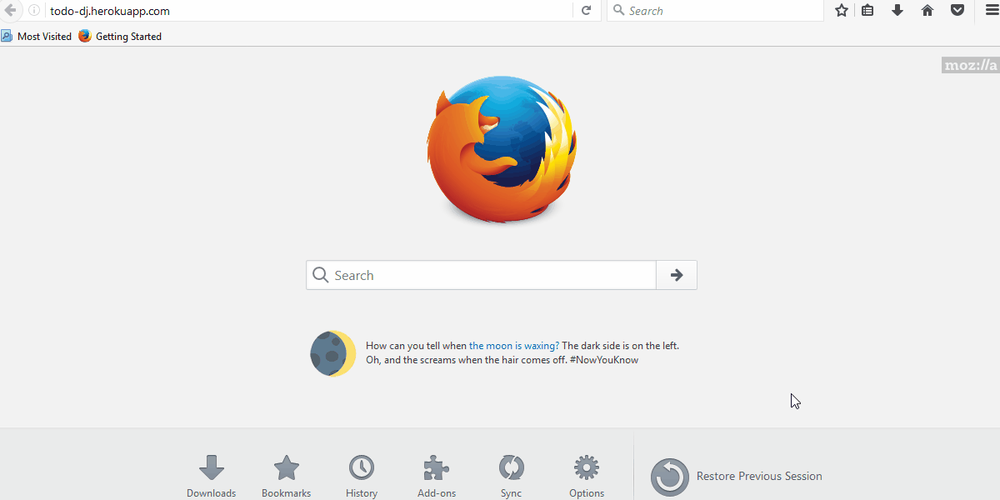 todo-dj.herokuapp.com
Search
Most Visited
Getting Started
moz://a
Search
How can you tell when the moon is waxing? The dark side is on the left.
Oh, and the screams when the hair comes off. #NowYouKnow
Downloads
Bookmarks
History
Add-ons
Sync
Options
Restore Previous Session